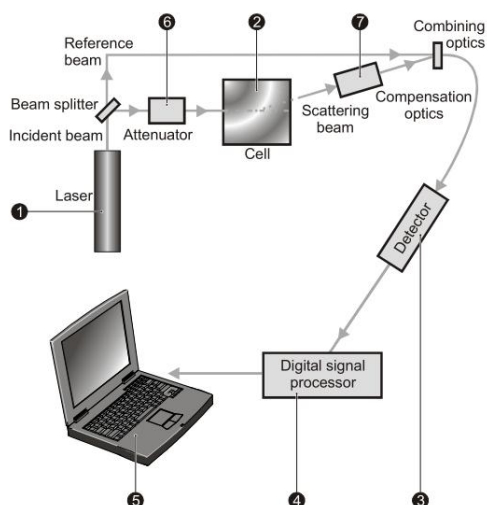 6
2
7
Combining
optics
Reference
beam
Beam splitter
Incident beam
Attenuator
Cell
Scattering
beam
Compensation
optics
Laser
1
Detector
Digital signal
processor
5
4
3